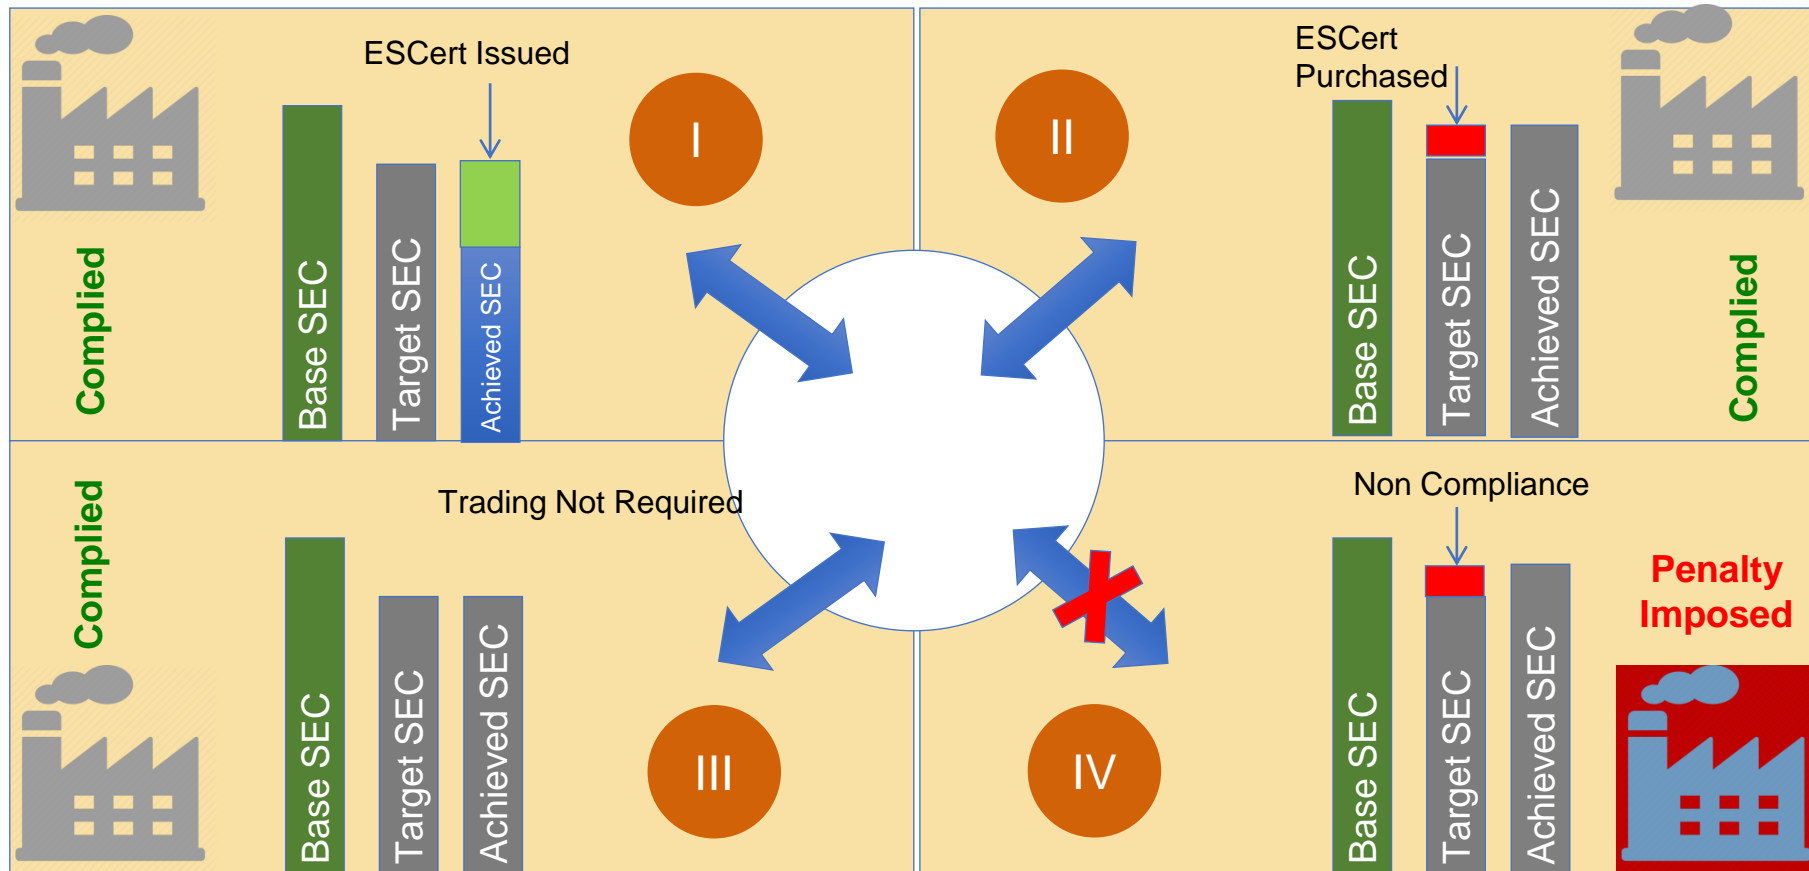 ESCert Issued
I
Complied
Base SEC
Target SEC
Achieved SEC
ESCert
Purchased
II
Base SEC
Target SEC
Achieved SEC
Complied
Complied
Trading Not Required
Base SEC
Target SEC
Achieved SEC
III
Non Compliance
IV
Base SEC
Target SEC
Achieved SEC
Penalty
Imposed